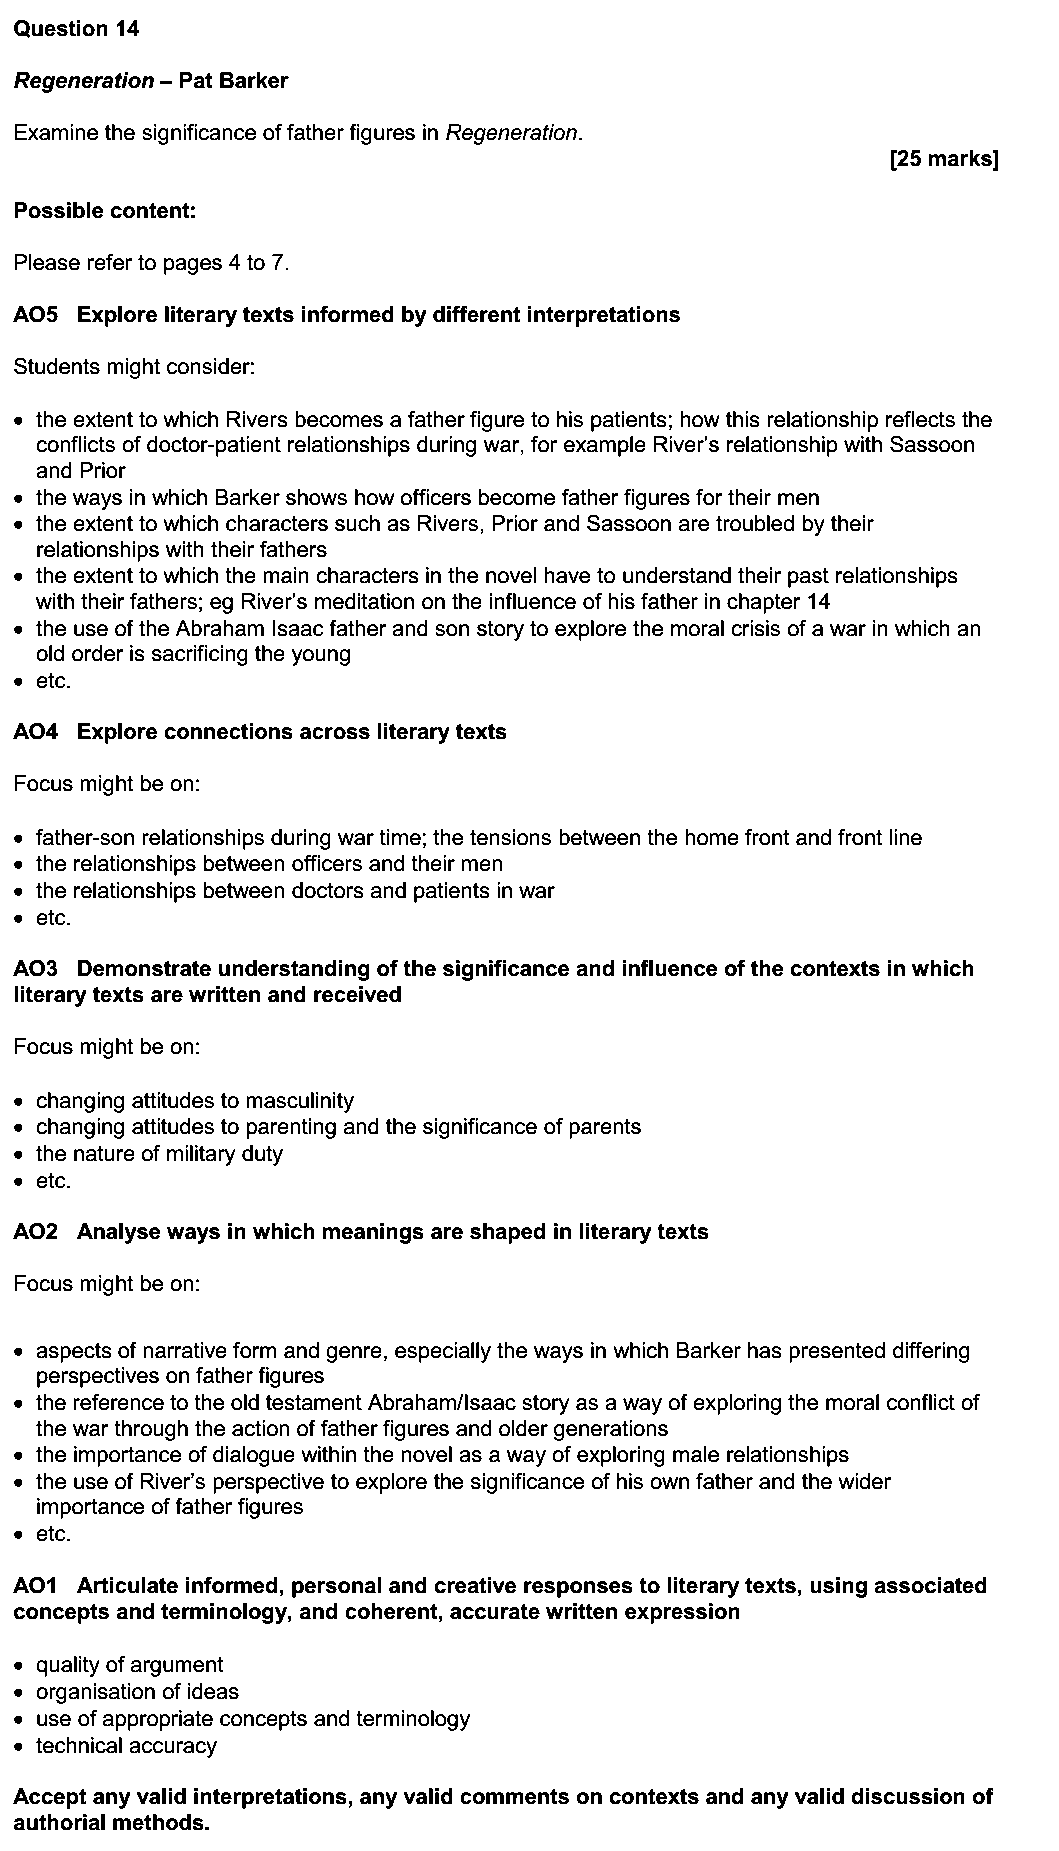 Question 14
Regeneration – Pat Barker
Examine the significance of father figures in Regeneration.
[25 marks]
Possible content:
Please refer to pages 4 to 7.
AO5 Explore literary texts informed by different interpretations
Students might consider:
• the extent to which Rivers becomes a father figure to his patients; how this relationship reflects the
conflicts of doctor-patient relationships during war, for example River's relationship with Sassoon
and Prior
• the ways in which Barker shows how officers become father figures for their men
• the extent to which characters such as Rivers, Prior and Sassoon are troubled by their
relationships with their fathers
• the extent to which the main characters in the novel have to understand their past relationships
with their fathers; eg River's meditation on the influence of his father in chapter 14
• the use of the Abraham Isaac father and son story to explore the moral crisis of a war in which an
old order is sacrificing the young
• etc.
AO4 Explore connections across literary texts
Focus might be on:
• father-son relationships during war time; the tensions between the home front and front line
• the relationships between officers and their men
• the relationships between doctors and patients in war
• etc.
AO3 Demonstrate understanding of the significance and influence of the contexts in which
literary texts are written and received
Focus might be on:
• changing attitudes to masculinity
• changing attitudes to parenting and the significance of parents
• the nature of military duty
• etc.
AO2 Analyse ways in which meanings are shaped in literary texts
Focus might be on:
• aspects of narrative form and genre, especially the ways in which Barker has presented differing
perspectives on father figures
• the reference to the old testament Abraham/Isaac story as a way of exploring the moral conflict of
the war through the action of father figures and older generations
• the importance of dialogue within the novel as a way of exploring male relationships
• the use of River's perspective to explore the significance of his own father and the wider
importance of father figures
• etc.
AO1 Articulate informed, personal and creative responses to literary texts, using associated
concepts and terminology, and coherent, accurate written expression
• quality of argument
• organisation of ideas
• use of appropriate concepts and terminology
• technical accuracy
Accept any valid interpretations, any valid comments on contexts and any valid discussion of
authorial methods.